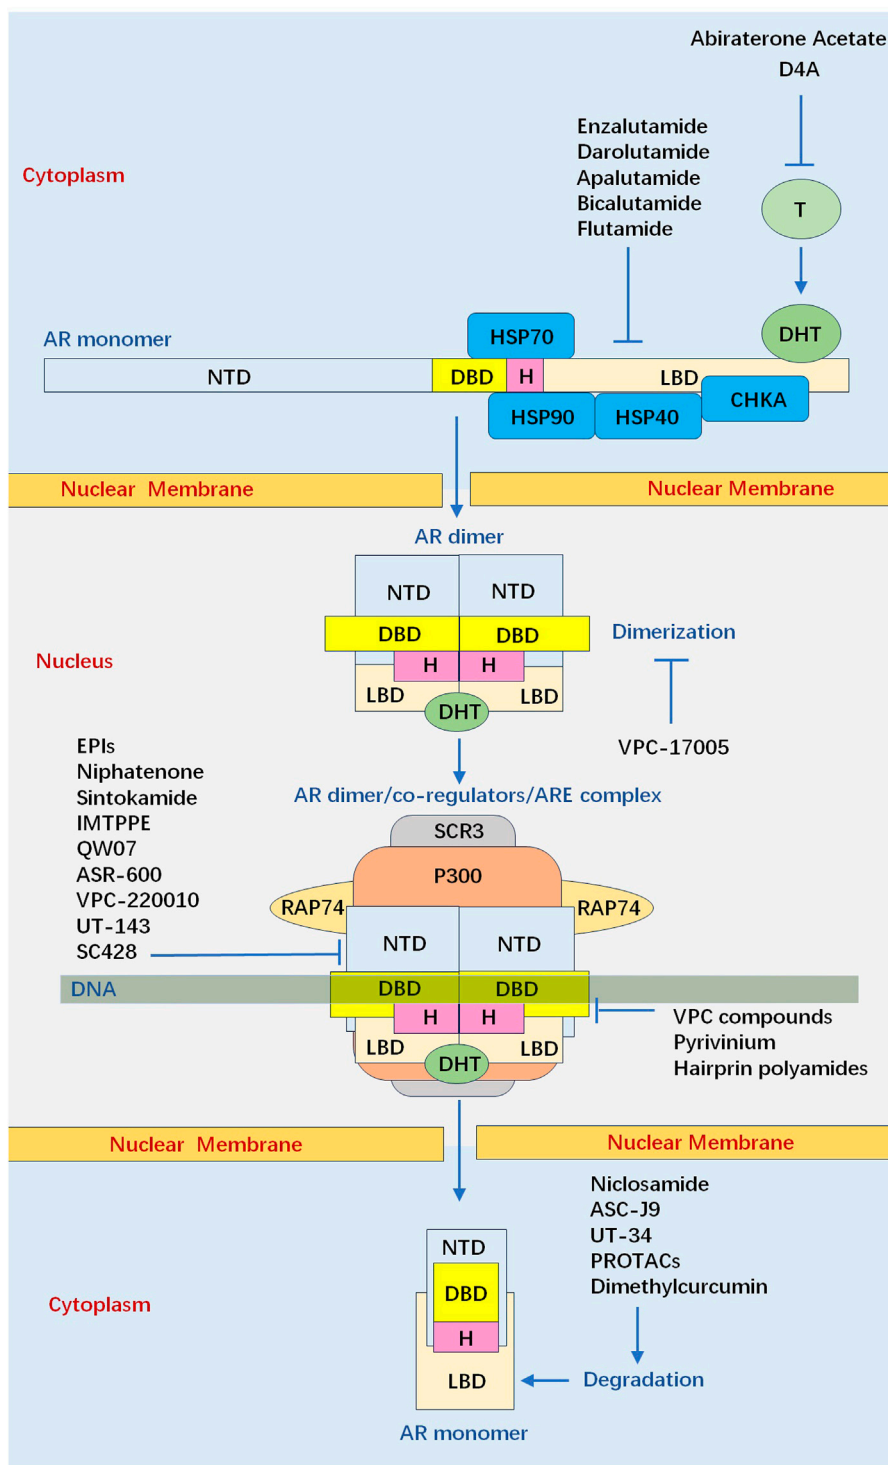 Abiraterone Acetate
D4A
Enzalutamide
Darolutamide
Apalutamide
Bicalutamide
Flutamide
Cytoplasm
T
AR monomer
HSP70
DHT
NTD
DBD
H
LBD
HSP90
HSP40
CHKA
Nuclear Membrane
Nuclear Membrane
AR dimer
NTD
NTD
DBD
DBD
Dimerization
H
H
Nucleus
LBD
LBD
DHT
VPC-17005
EPIs
Niphatenone
Sintokamide
IMTPPE
QW07
ASR-600
VPC-220010
UT-143
SC428
AR dimer/co-regulators/ARE complex
SCR3
P300
RAP74
RAP74
NTD
NTD
DNA
DBD
DBD
H
H
LBD
LBD
DHT
VPC compounds
Pyrivinium
Hairprin polyamides
Nuclear Membrane
Nuclear Membrane
Niclosamide
ASC-J9
UT-34
PROTACs
Dimethylcurcumin
Cytoplasm
NTD
DBD
H
LBD
Degradation
AR monomer